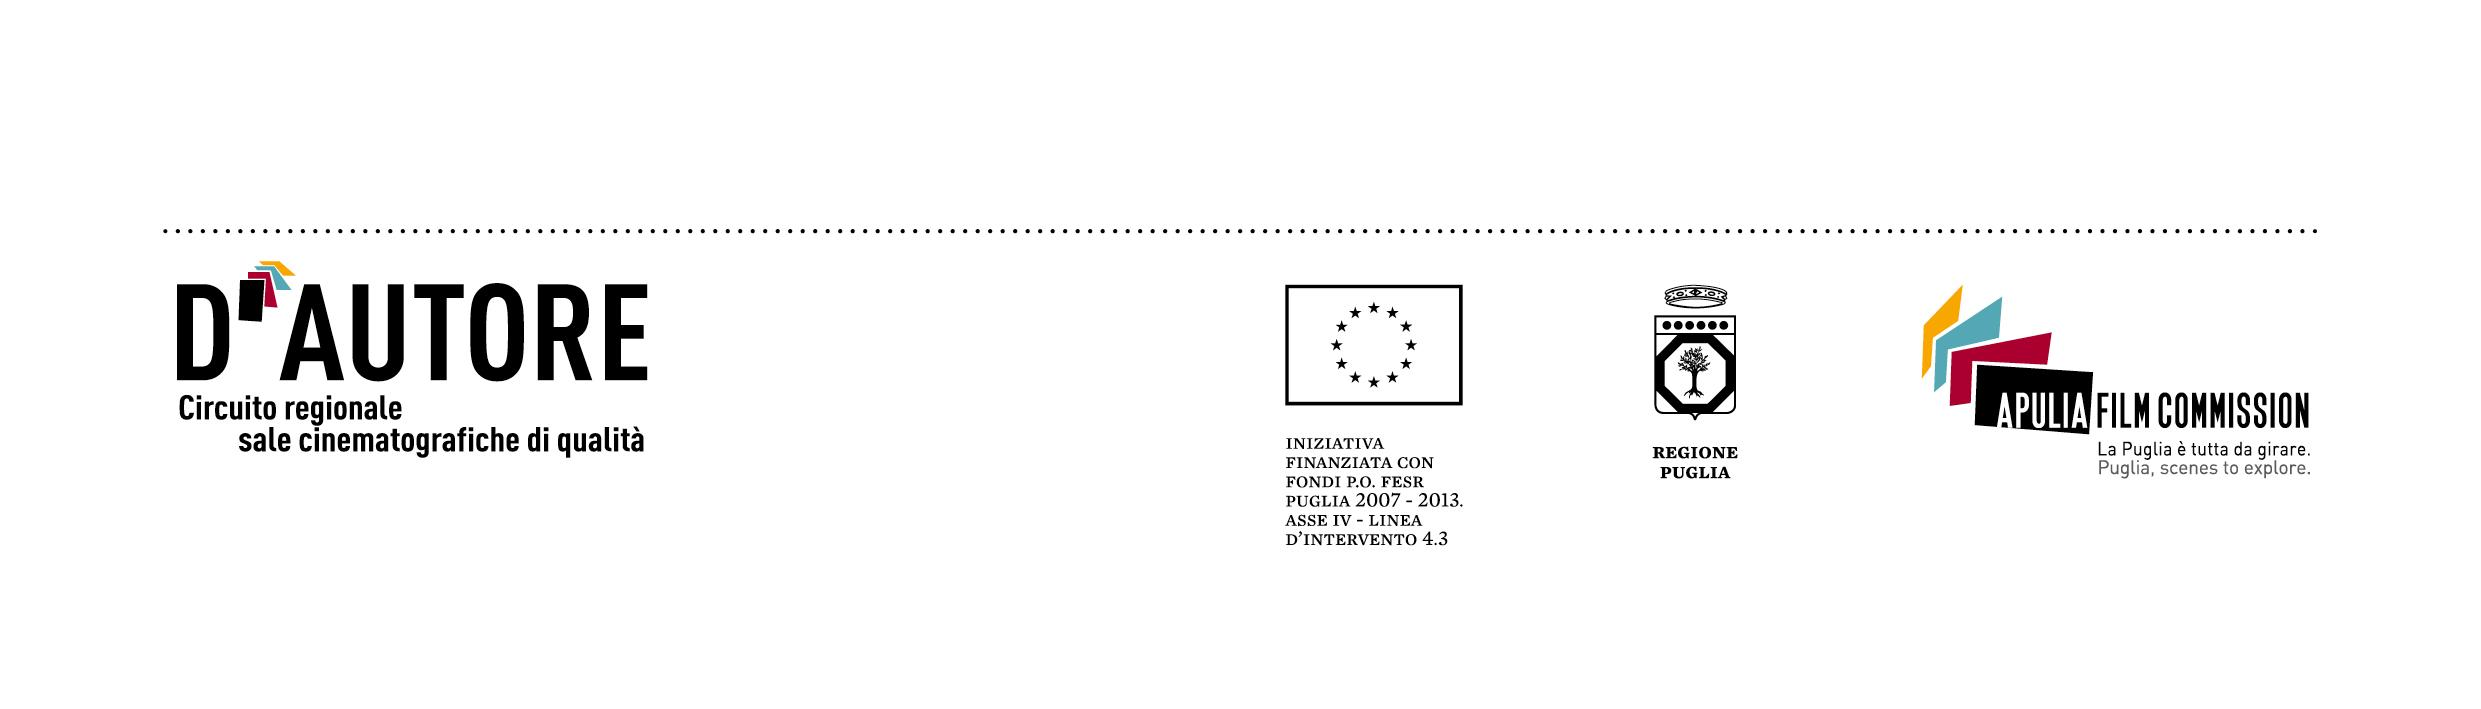 D'AUTORE
Circuito regionale
sale cinematografiche di qualità
INIZIATIVA
FINANZIATA CON
FONDI P.O. FESR
PUGLIA 2007 - 2013.
ASSE IV - LINEA
D’INTERVENTO 4.3
REGIONE
PUGLIA
APULIA FILM COMMISSION
La Puglia è tutta da girare.
Puglia, scenes to explore.